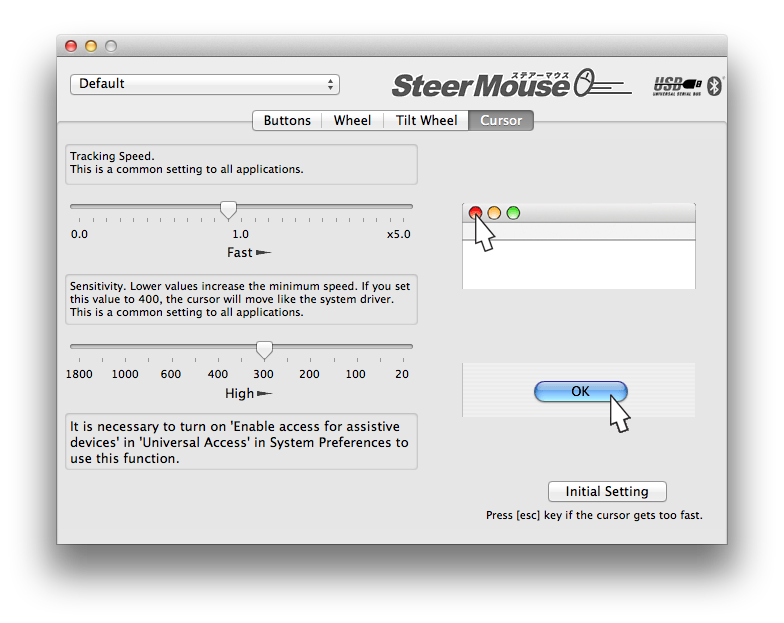 Default
ステアーマウス
SteerMouse
USB
UNIVERSAL SERIAL BUS
Buttons
Wheel
Tilt Wheel
Cursor
Tracking Speed.
This is a common setting to all applications.
0.0 1.0 x5.0
Fast
Sensitivity. Lower values increase the minimum speed. If you set
this value to 400, the cursor will move like the system driver.
This is a common setting to all applications.
1800 1000 600 400 300 200 100 20
High
It is necessary to turn on 'Enable access for assistive
devices' in 'Universal Access' in System Preferences to
use this function.
OK
Initial Setting
Press [esc] key if the cursor gets too fast.